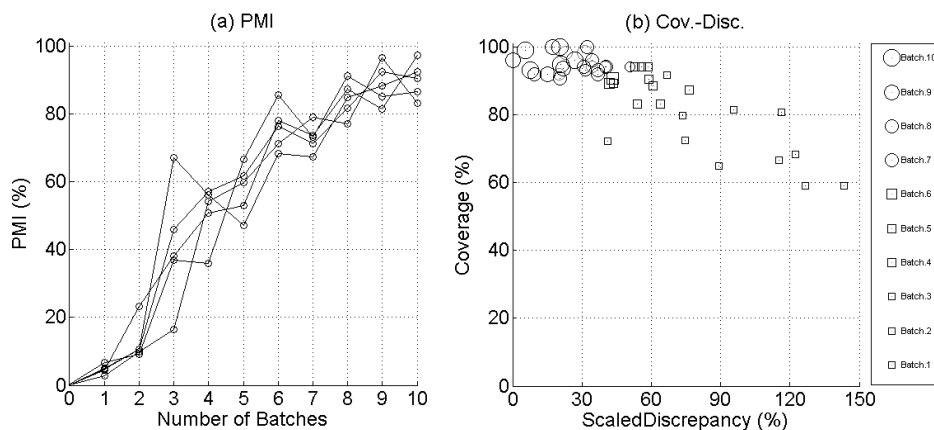 (a) PMI
100
80
60
40
20
0
PMI (%)
0 1 2 3 4 5 6 7 8 9 10
Number of Batches
(b) Cov.-Disc.
100
80
60
40
20
0
Coverage (%)
0 30 60 90 120 150
ScaledDiscrepancy (%)
Batch.10
Batch.9
Batch.8
Batch.7
Batch.6
Batch.5
Batch.4
Batch.3
Batch.2
Batch.1